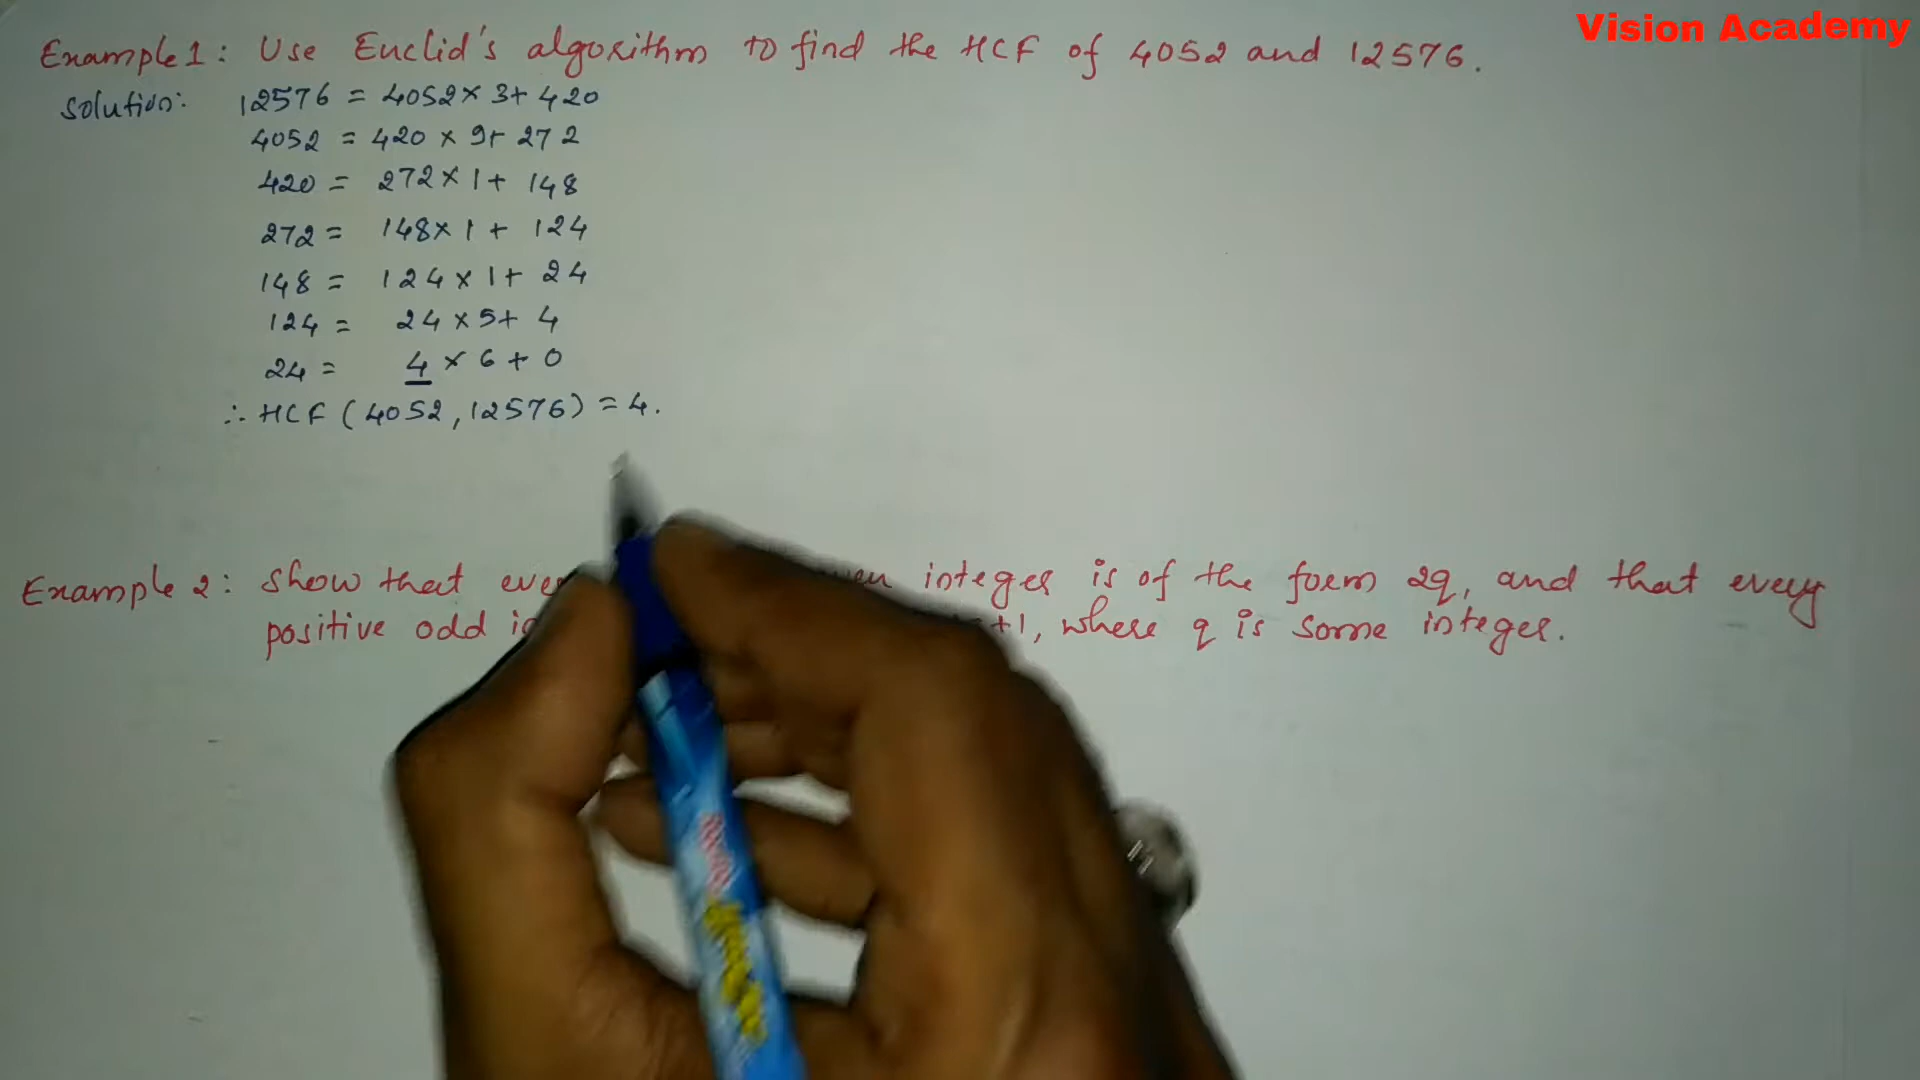 Vision Academy
Example 1: Use Euclid's algorithm to find the HCF of 4052 and 12576.
Solution: 12576 = 4052 × 3 + 420
4052 = 420 × 9 + 272
420 = 272 × 1 + 148
272 = 148 × 1 + 124
148 = 124 × 1 + 24
124 = 24 × 5 + 4
24 = 4 × 6 + 0
∴ HCF (4052, 12576) = 4.
Example 2: Show that integer is of the form 2q, and that every
positive odd +1, where q is some integer.